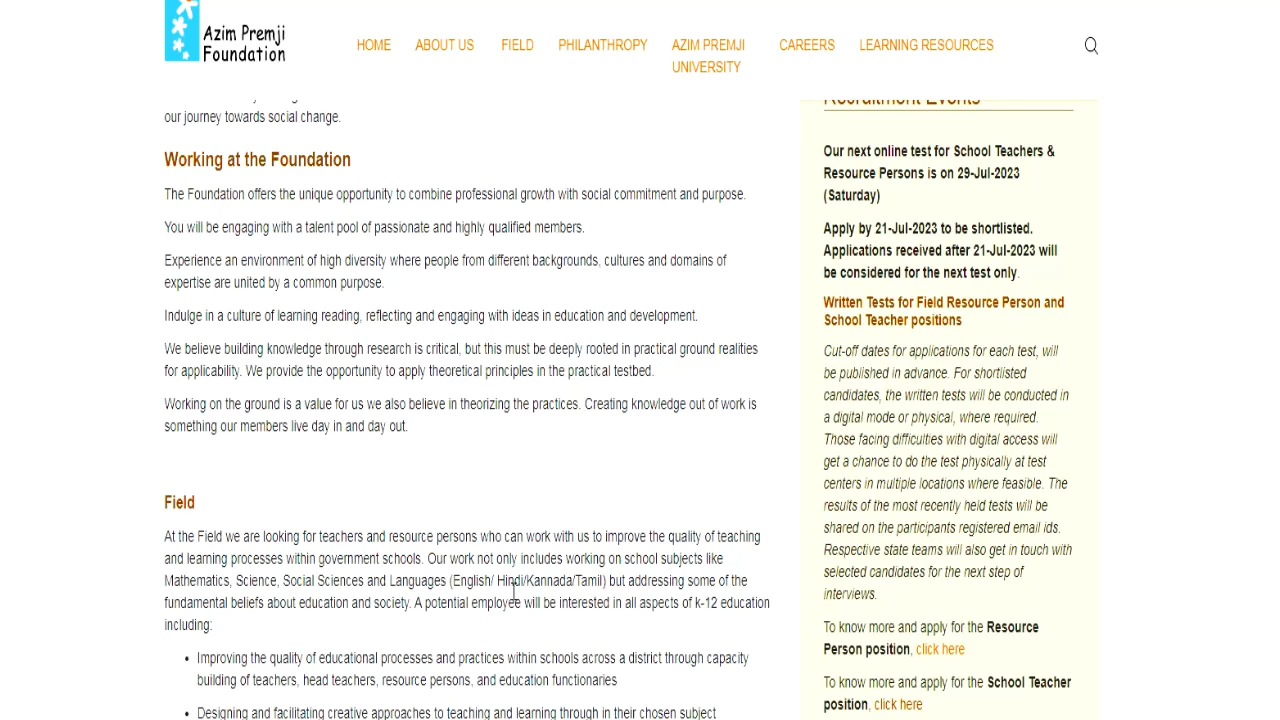 Azim Premji
Foundation
HOME
ABOUT US
FIELD
PHILANTHROPY
AZIM PREMJI
UNIVERSITY
CAREERS
LEARNING RESOURCES
our journey towards social change.
Working at the Foundation
The Foundation offers the unique opportunity to combine professional growth with social commitment and purpose.
You will be engaging with a talent pool of passionate and highly qualified members.
Experience an environment of high diversity where people from different backgrounds, cultures and domains of
expertise are united by a common purpose.
Indulge in a culture of learning reading, reflecting and engaging with ideas in education and development.
We believe building knowledge through research is critical, but this must be deeply rooted in practical ground realities
for applicability. We provide the opportunity to apply theoretical principles in the practical testbed.
Working on the ground is a value for us we also believe in theorizing the practices. Creating knowledge out of work is
something our members live day in and day out.
Field
At the Field we are looking for teachers and resource persons who can work with us to improve the quality of teaching
and learning processes within government schools. Our work not only includes working on school subjects like
Mathematics, Science, Social Sciences and Languages (English/ Hindi/Kannada/Tamil) but addressing some of the
fundamental beliefs about education and society. A potential employee will be interested in all aspects of k-12 education
including:
• Improving the quality of educational processes and practices within schools across a district through capacity
building of teachers, head teachers, resource persons, and education functionaries
• Designing and facilitating creative approaches to teaching and learning through in their chosen subject
Recruitment Events
Our next online test for School Teachers &
Resource Persons is on 29-Jul-2023
(Saturday)
Apply by 21-Jul-2023 to be shortlisted.
Applications received after 21-Jul-2023 will
be considered for the next test only.
Written Tests for Field Resource Person and
School Teacher positions
Cut-off dates for applications for each test, will
be published in advance. For shortlisted
candidates, the written tests will be conducted in
a digital mode or physical, where required.
Those facing difficulties with digital access will
get a chance to do the test physically at test
centers in multiple locations where feasible. The
results of the most recently held tests will be
shared on the participants registered email ids.
Respective state teams will also get in touch with
selected candidates for the next step of
interviews.
To know more and apply for the Resource
Person position, click here
To know more and apply for the School Teacher
position, click here